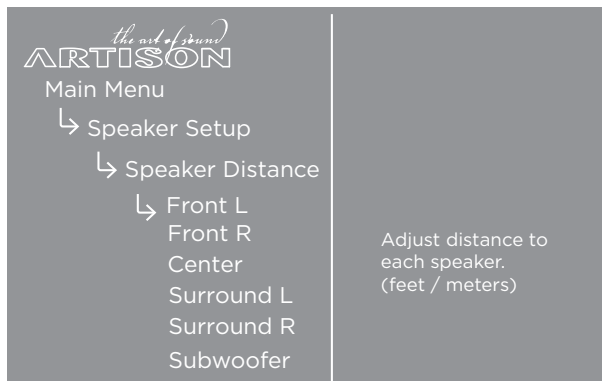 the art of sound
ARTISON
Main Menu
Speaker Setup
Speaker Distance
Front L
Front R
Center
Surround L
Surround R
Subwoofer
Adjust distance to
each speaker.
(feet / meters)